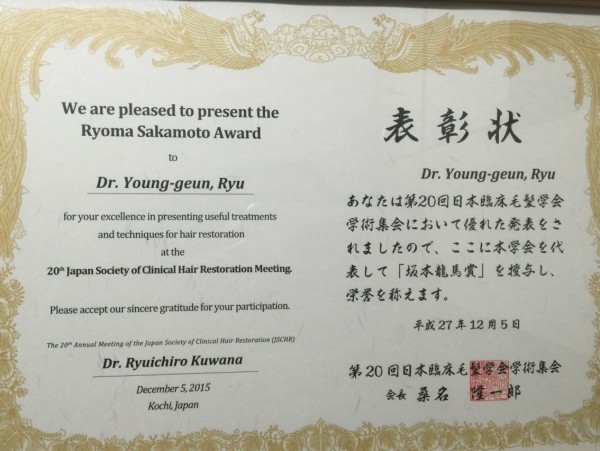 We are pleased to present the
Ryoma Sakamoto Award
to
Dr. Young-geun, Ryu
for your excellence in presenting useful treatments
and techniques for hair restoration
at the
20th Japan Society of Clinical Hair Restoration Meeting.
Please accept our sincere gratitude for your participation.
The 20th Annual Meeting of the Japan Society of Clinical Hair Restoration (JSCHR)
Dr. Ryuichiro Kuwana
December 5, 2015
Kochi, Japan
表彰状
Dr. Young-geun, Ryu
あなたは第20回日本臨床毛髪学会
学術集会において優れた発表をさ
れましたので、ここに本学会を代
表して「坂本龍馬賞」を授与し、
栄誉を称えます。
平成27年12月5日
第20回日本臨床毛髪学会学術集会
会長 桑名 隆一郎